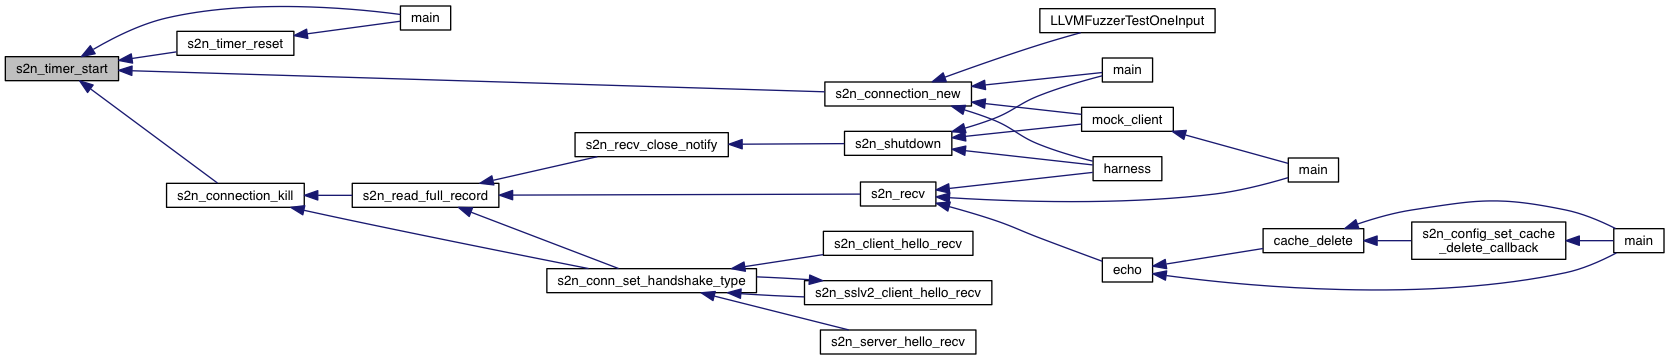 main
s2n_timer_reset
s2n_timer_start
LLVMFuzzerTestOneInput
main
s2n_connection_new
mock_client
s2n_recv_close_notify
s2n_shutdown
harness
main
s2n_connection_kill
s2n_read_full_record
s2n_recv
s2n_client_hello_recv
cache_delete
s2n_config_set_cache
_delete_callback
main
echo
s2n_conn_set_handshake_type
s2n_sslv2_client_hello_recv
s2n_server_hello_recv